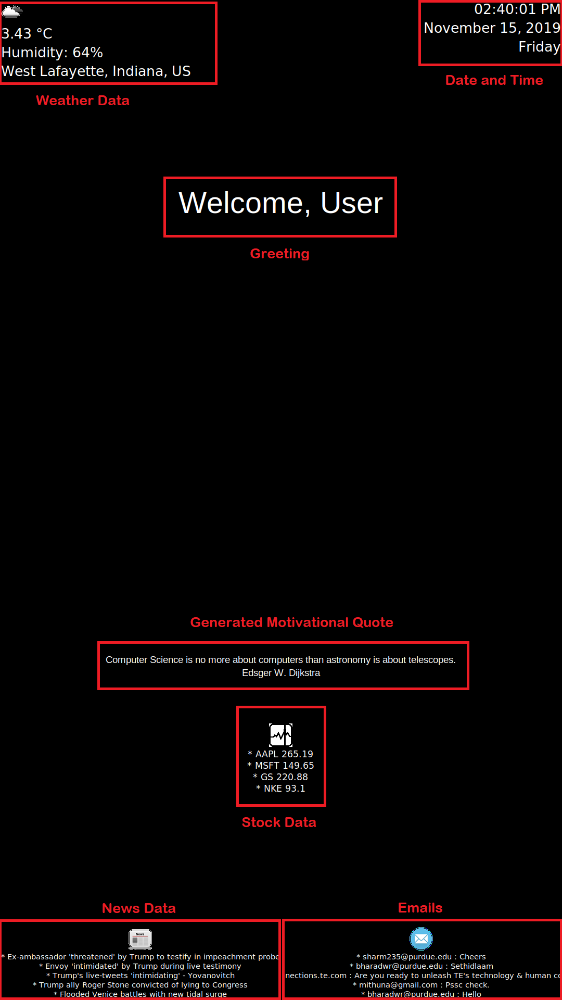 3.43 °C
Humidity: 64%
West Lafayette, Indiana, US
Weather Data
02:40:01 PM
November 15, 2019
Friday
Date and Time
Welcome, User
Greeting
Generated Motivational Quote
Computer Science is no more about computers than astronomy is about telescopes.
Edsger W. Dijkstra
* AAPL 265.19
* MSFT 149.65
* GS 220.88
* NKE 93.1
Stock Data
News Data
News
* Ex-ambassador 'threatened' by Trump to testify in impeachment probe
* Envoy 'intimidated' by Trump during live testimony
* Trump's live-tweets 'intimidating' - Yovanovitch
* Trump ally Roger Stone convicted of lying to Congress
* Flooded Venice battles with new tidal surge
Emails
* sharm235@purdue.edu : Cheers
* bharadwr@purdue.edu : Sethidlaam
nections.te.com : Are you ready to unleash TE's technology & human co
* mithuna@gmail.com : Pssc check.
* bharadwr@purdue.edu : Hello